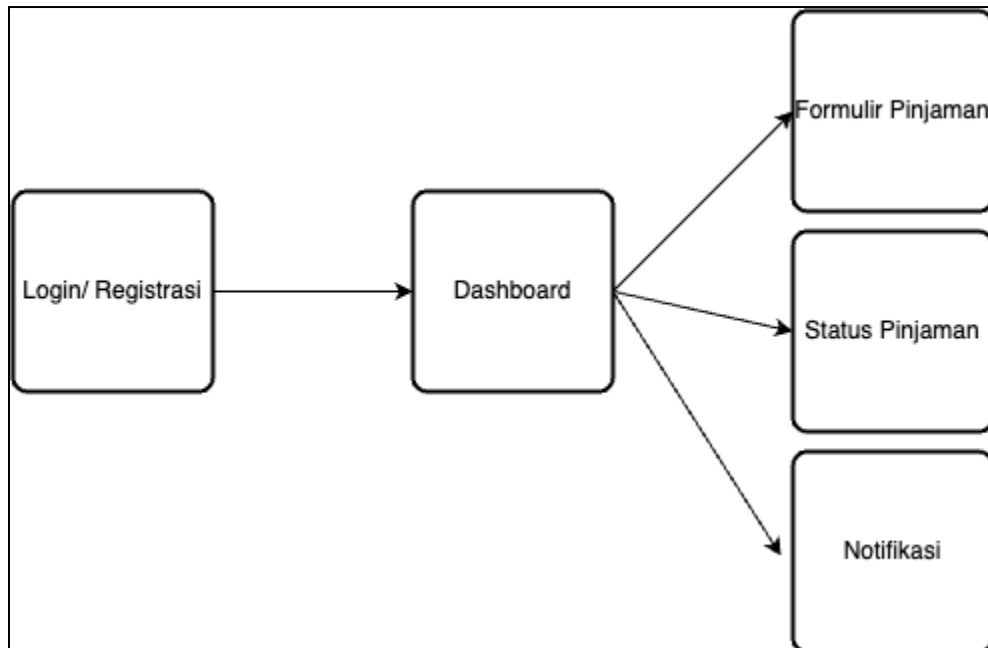 Login/ Registrasi
Dashboard
Formulir Pinjaman
Status Pinjaman
Notifikasi